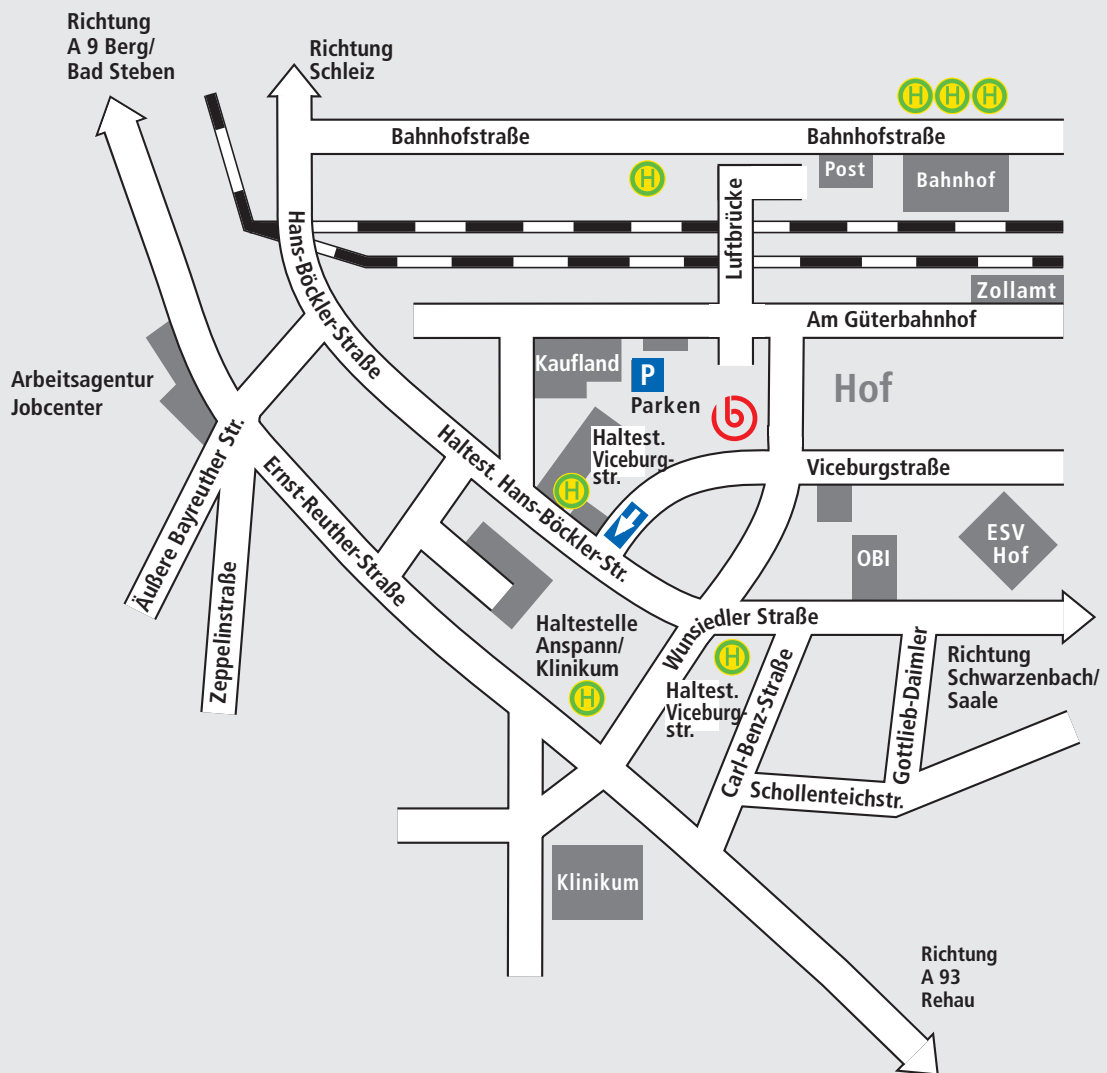 Richtung
A 9 Berg/
Bad Steben
Richtung
Schleiz
H H H
Bahnhofstraße
Bahnhofstraße
H
Post
Bahnhof
Luftbrücke
Hans-Böckler-Straße
Zollamt
Am Güterbahnhof
Kaufland
P
Parken
b
Hof
Arbeitsagentur
Jobcenter
Haltest.
Viceburg-
str.
H
Haltest. Hans-Böckler-Str.
Viceburgstraße
Äußere Bayreuther Str.
Ernst-Reuther-Straße
Zeppelinstraße
OBI
ESV
Hof
Haltestelle
Anspann/
Klinikum
H
Wunsiedler Straße
H
Haltest.
Viceburg-
str.
Carl-Benz-Straße
Gottlieb-Daimler
Richtung
Schwarzenbach/
Saale
Schollenteichstr.
Klinikum
Richtung
A 93
Rehau